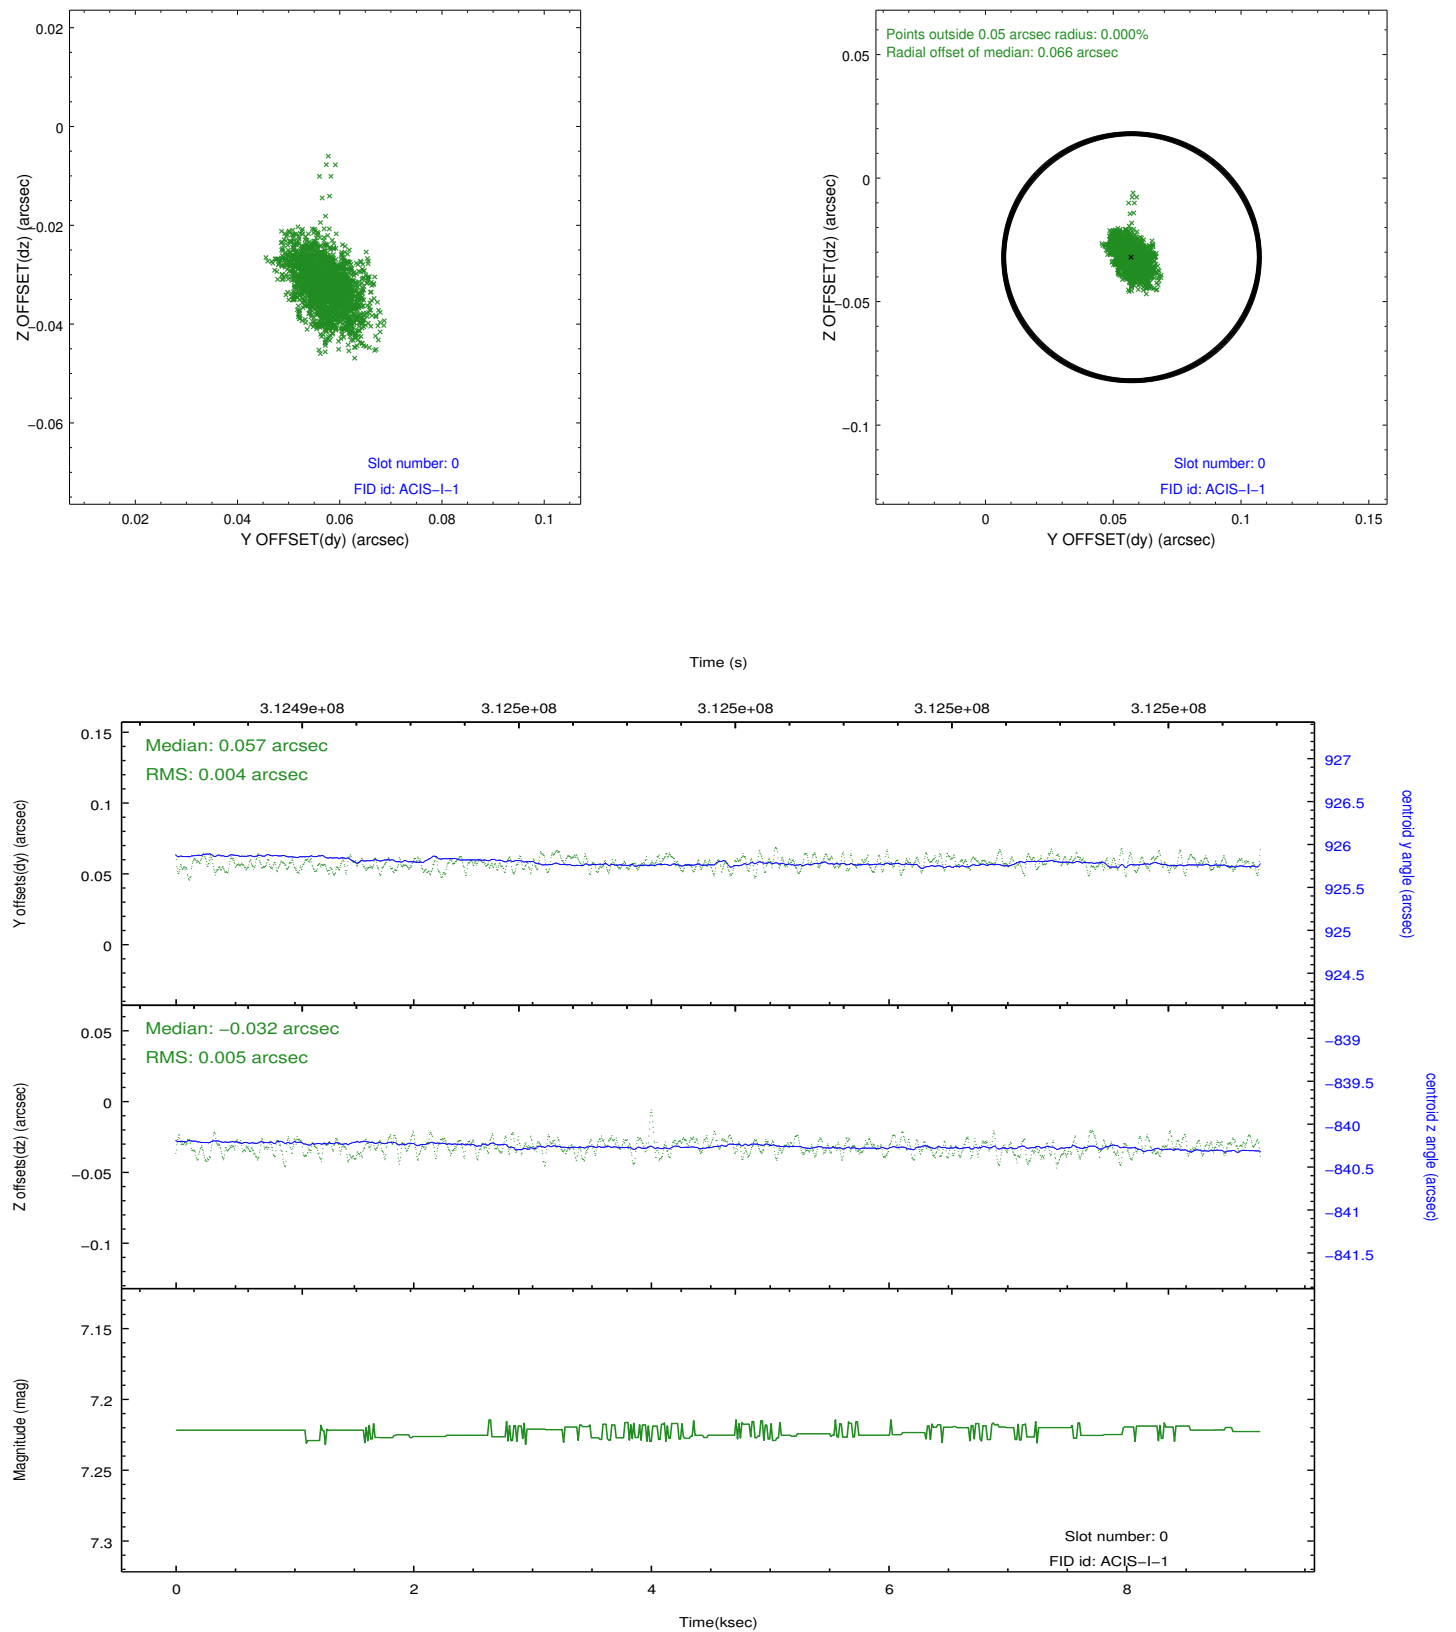 0.02
0
−0.02
−0.04
−0.06
Z OFFSET(dz) (arcsec)
Slot number: 0
FID id: ACIS−I−1
0.02
0.04
0.06
0.08
0.1
Y OFFSET(dy) (arcsec)
Points outside 0.05 arcsec radius: 0.000%
Radial offset of median: 0.066 arcsec
0.05
0
−0.05
−0.1
Z OFFSET(dz) (arcsec)
Slot number: 0
FID id: ACIS−I−1
0
0.05
0.1
0.15
Y OFFSET(dy) (arcsec)
Time (s)
3.1249e+08
3.125e+08
3.125e+08
3.125e+08
3.125e+08
Median: 0.057 arcsec
RMS: 0.004 arcsec
0.15
0.1
0.05
0
Y offsets(dy) (arcsec)
927
926.5
926
925.5
925
924.5
centroid y angle (arcsec)
Median: −0.032 arcsec
RMS: 0.005 arcsec
0.05
0
−0.05
−0.1
Z offsets(dz) (arcsec)
−839
−839.5
−840
−840.5
−841
−841.5
centroid z angle (arcsec)
7.15
7.2
7.25
7.3
Magnitude (mag)
Slot number: 0
FID id: ACIS−I−1
0
2
4
6
8
Time(ksec)